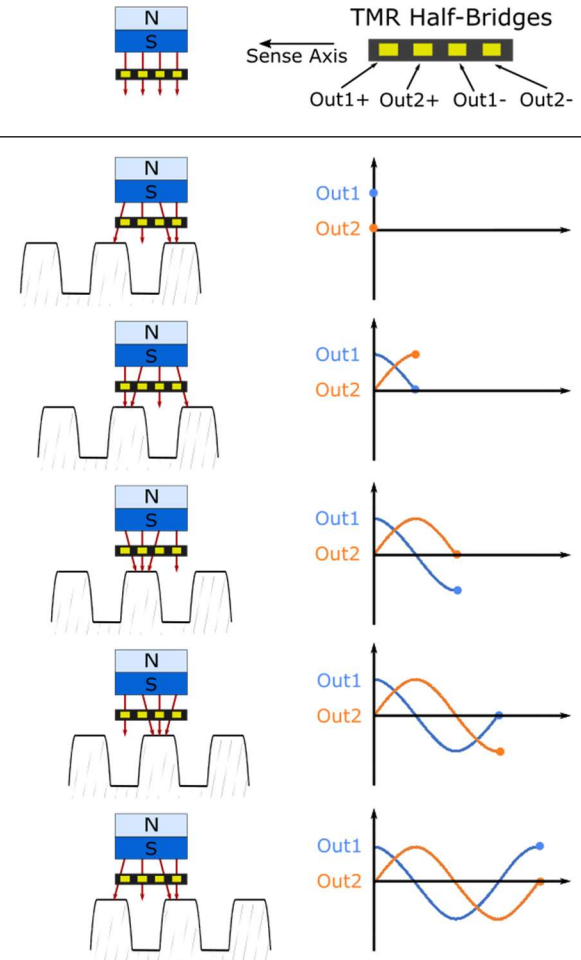 N
S
TMR Half-Bridges
Sense Axis
Out1+ Out2+ Out1- Out2-
N
S
Out1
Out2
N
S
Out1
Out2
N
S
Out1
Out2
N
S
Out1
Out2
N
S
Out1
Out2